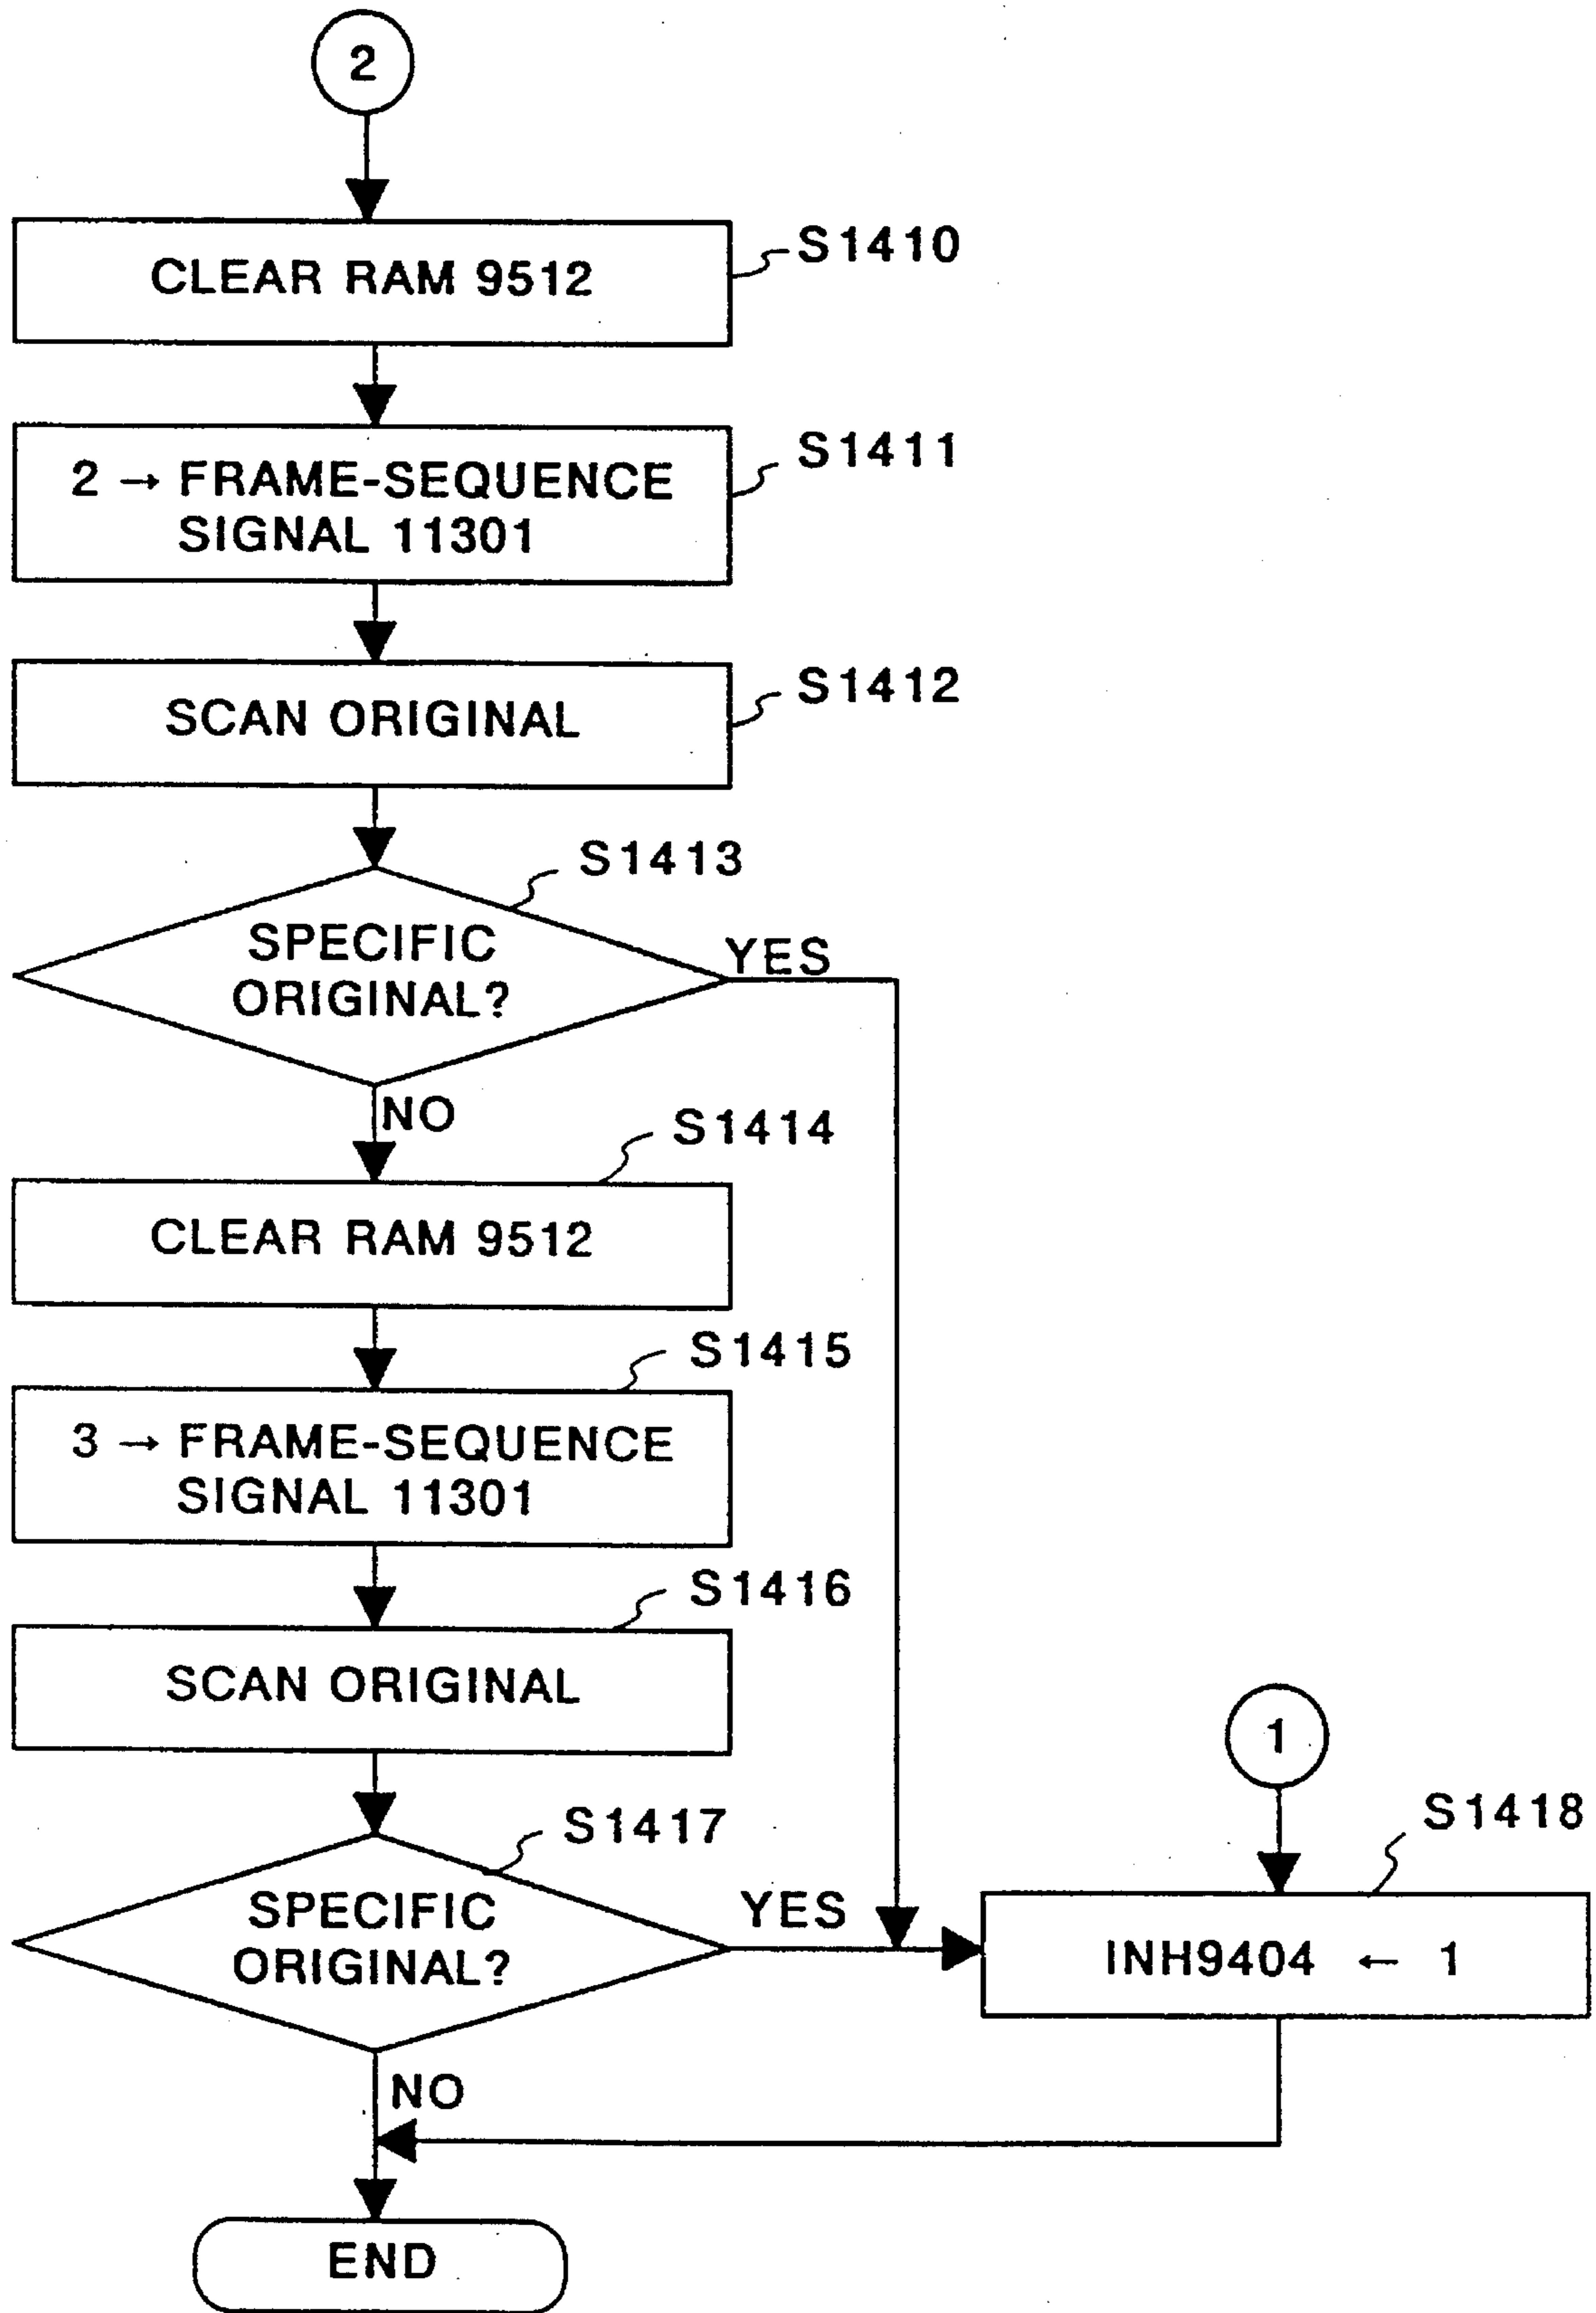 2
CLEAR RAM 9512
S1410
2 → FRAME-SEQUENCE
SIGNAL 11301
S1411
SCAN ORIGINAL
S1412
S1413
SPECIFIC
ORIGINAL?
YES
NO
S1414
CLEAR RAM 9512
S1415
3 → FRAME-SEQUENCE
SIGNAL 11301
S1416
SCAN ORIGINAL
S1417
SPECIFIC
ORIGINAL?
YES
NO
1
S1418
INH9404 ← 1
END